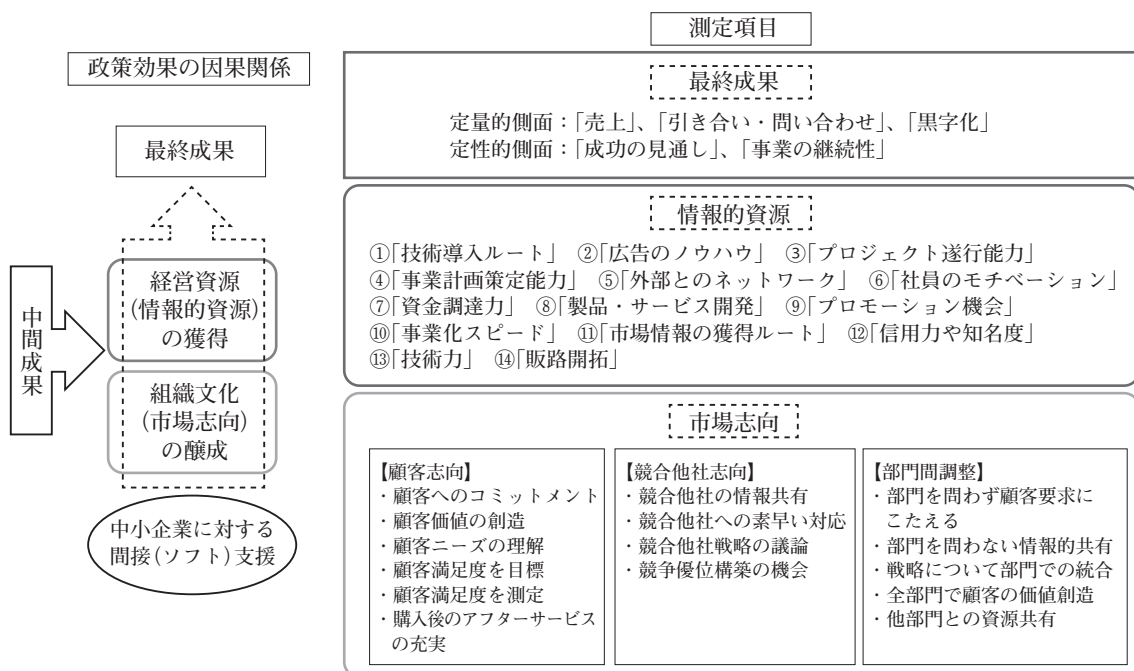 測定項目
政策効果の因果関係
最終成果
経営資源
(情報的資源)
の獲得
中間成果
組織文化
(市場志向)
の醸成
中小企業に対する
間接(ソフト)支援
最終成果
定量的側面：「売上」、「引き合い・問い合わせ」、「黒字化」
定性的側面：「成功の見通し」、「事業の継続性」
情報的資源
①「技術導入ルート」 ②「広告のノウハウ」 ③「プロジェクト遂行能力」
④「事業計画策定能力」 ⑤「外部とのネットワーク」 ⑥「社員のモチベーション」
⑦「資金調達力」 ⑧「製品・サービス開発」 ⑨「プロモーション機会」
⑩「事業化スピード」 ⑪「市場情報の獲得ルート」 ⑫「信用力や知名度」
⑬「技術力」 ⑭「販路開拓」
市場志向
【顧客志向】
・顧客へのコミットメント
・顧客価値の創造
・顧客ニーズの理解
・顧客満足度を目標
・顧客満足度を測定
・購入後のアフターサービス
の充実
【競合他社志向】
・競合他社の情報共有
・競合他社への素早い対応
・競合他社戦略の議論
・競争優位構築の機会
【部門間調整】
・部門を問わず顧客要求に
こたえる
・部門を問わない情報的共有
・戦略について部門での統合
・全部門で顧客の価値創造
・他部門との資源共有